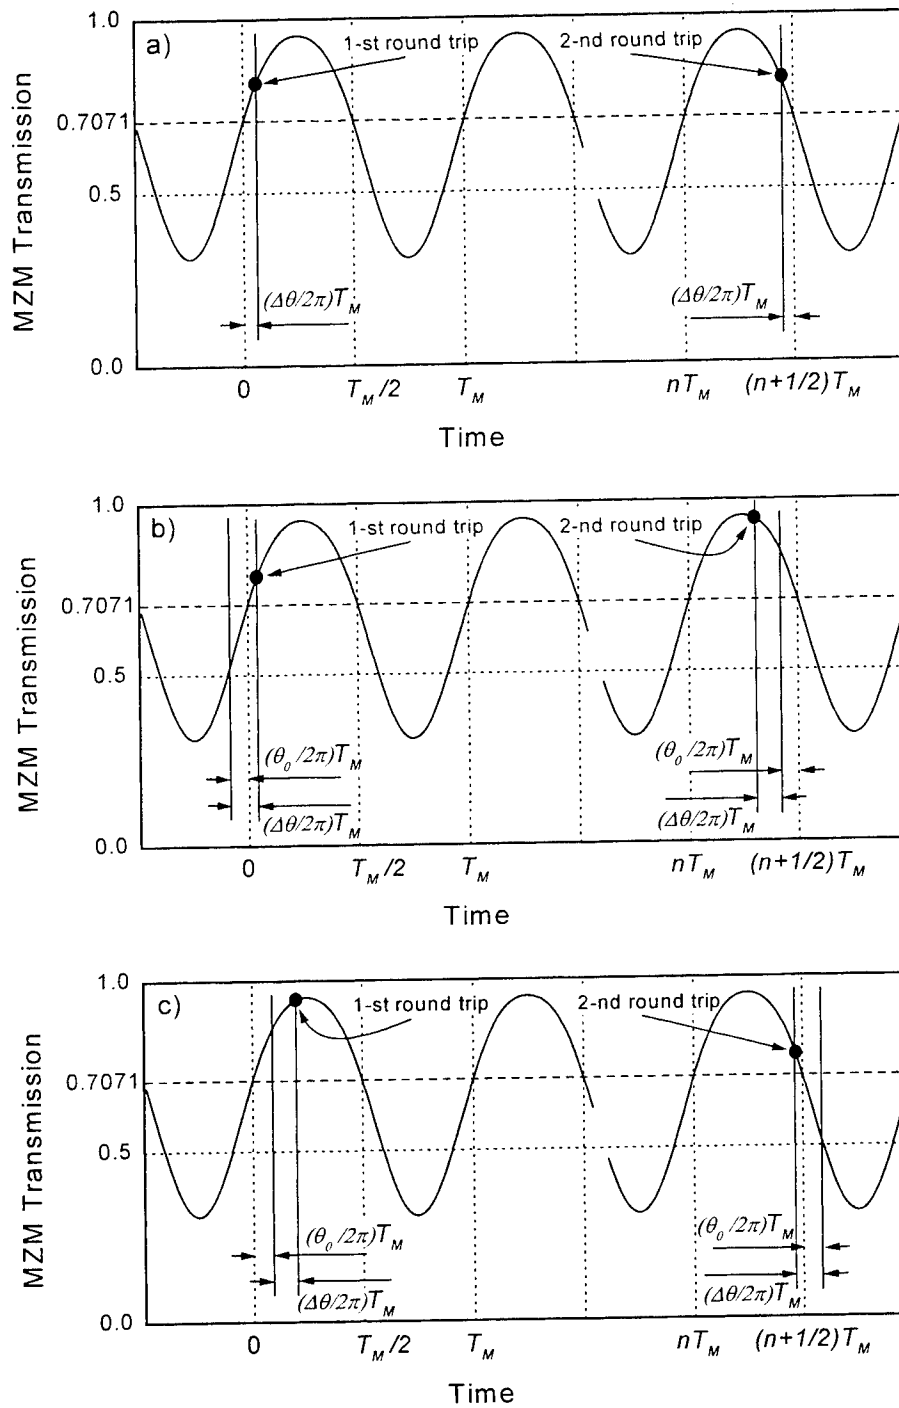 a)
1.0
0.7071
0.5
0.0
MZM Transmission
1-st round trip
2-nd round trip
(Δθ/2π)T_M
(Δθ/2π)T_M
0
T_M/2
T_M
nT_M
(n+1/2)T_M
Time
b)
1.0
0.7071
0.5
0.0
MZM Transmission
1-st round trip
2-nd round trip
(θ_0/2π)T_M
(Δθ/2π)T_M
(θ_0/2π)T_M
(Δθ/2π)T_M
0
T_M/2
T_M
nT_M
(n+1/2)T_M
Time
c)
1.0
0.7071
0.5
0.0
MZM Transmission
1-st round trip
2-nd round trip
(θ_0/2π)T_M
(Δθ/2π)T_M
(θ_0/2π)T_M
(Δθ/2π)T_M
0
T_M/2
T_M
nT_M
(n+1/2)T_M
Time